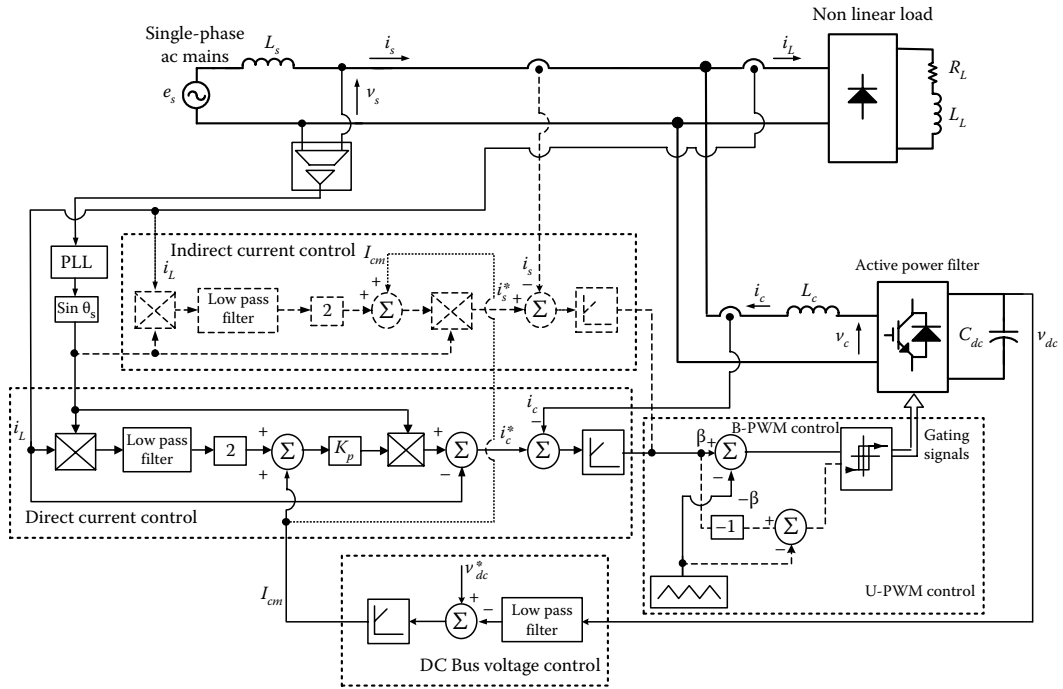 Non linear load
Single-phase
ac mains
L_s
i_s
i_L
e_s
v_s
R_L
L_L
Indirect current control
I_cm
i_L
i_s
PLL
Sin θ_s
Low pass
filter
2
+
+
Σ
i_s*
+
−
Σ
Active power filter
i_c
L_c
v_c
C_dc
v_dc
i_L
Low pass
filter
2
+
+
Σ
K_p
+
−
Σ
i_c*
i_c
−
Σ
Direct current control
β
+
−
Σ
B-PWM control
Gating
signals
−β
−1
+
−
Σ
U-PWM control
I_cm
v_dc*
+
−
Σ
Low pass
filter
DC Bus voltage control